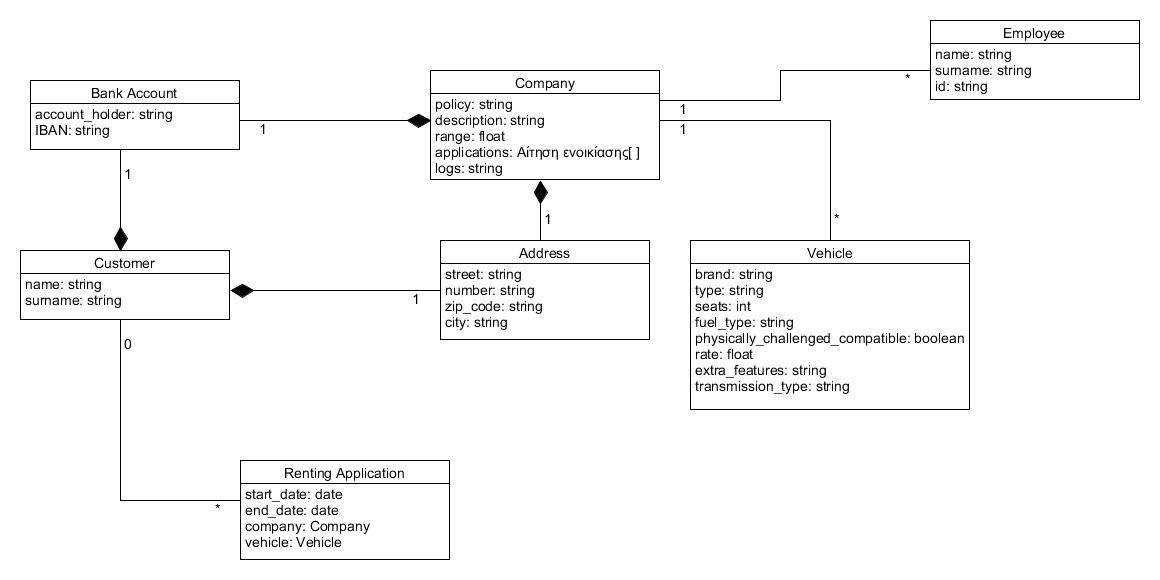 Employee
name: string
surname: string
id: string
*
Company
policy: string
description: string
range: float
applications: Αίτηση ενοικίασης[ ]
logs: string
1
1
Bank Account
account_holder: string
IBAN: string
1
1
1
*
Customer
name: string
surname: string
Address
street: string
number: string
zip_code: string
city: string
1
Vehicle
brand: string
type: string
seats: int
fuel_type: string
physically_challenged_compatible: boolean
rate: float
extra_features: string
transmission_type: string
0
Renting Application
start_date: date
end_date: date
company: Company
vehicle: Vehicle
*